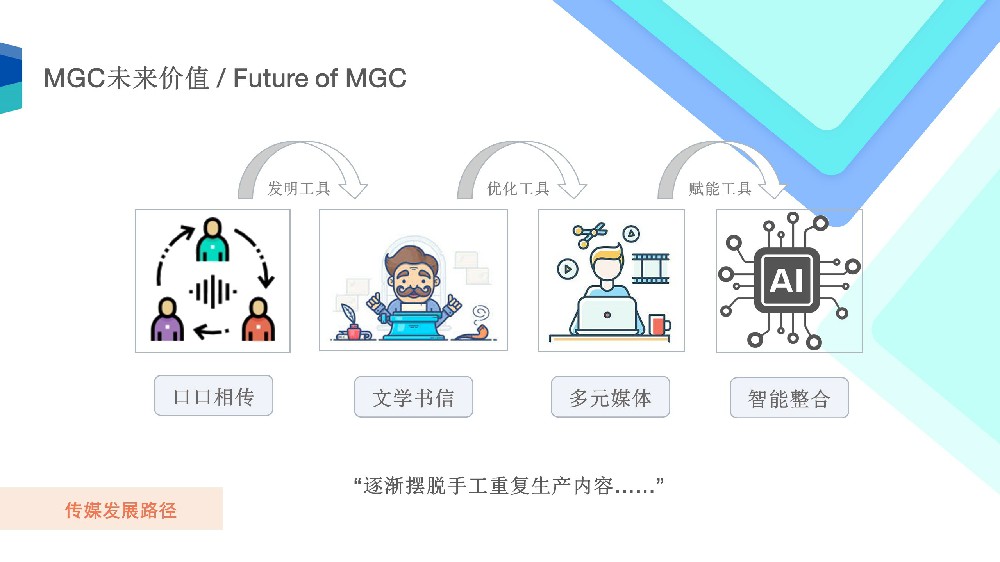 MGC未来价值 / Future of MGC
发明工具
优化工具
赋能工具
AI
口口相传
文学书信
多元媒体
智能整合
“逐渐摆脱手工重复生产内容……”
传媒发展路径